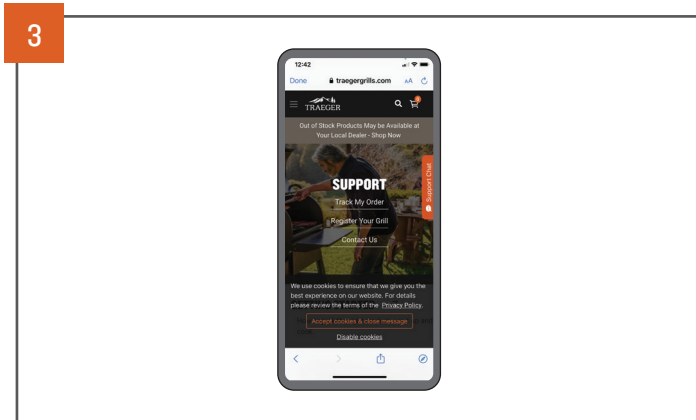 3
12:42
Done traegergrills.com AA
TRAEGER
Out of Stock Products May be Available at
Your Local Dealer - Shop Now
SUPPORT
Track My Order
Register Your Grill
Contact Us
Support Chat
We use cookies to ensure that we give you the
best experience on our website. For details
please review the terms of the Privacy Policy.
Accept cookies & close message
Disable cookies